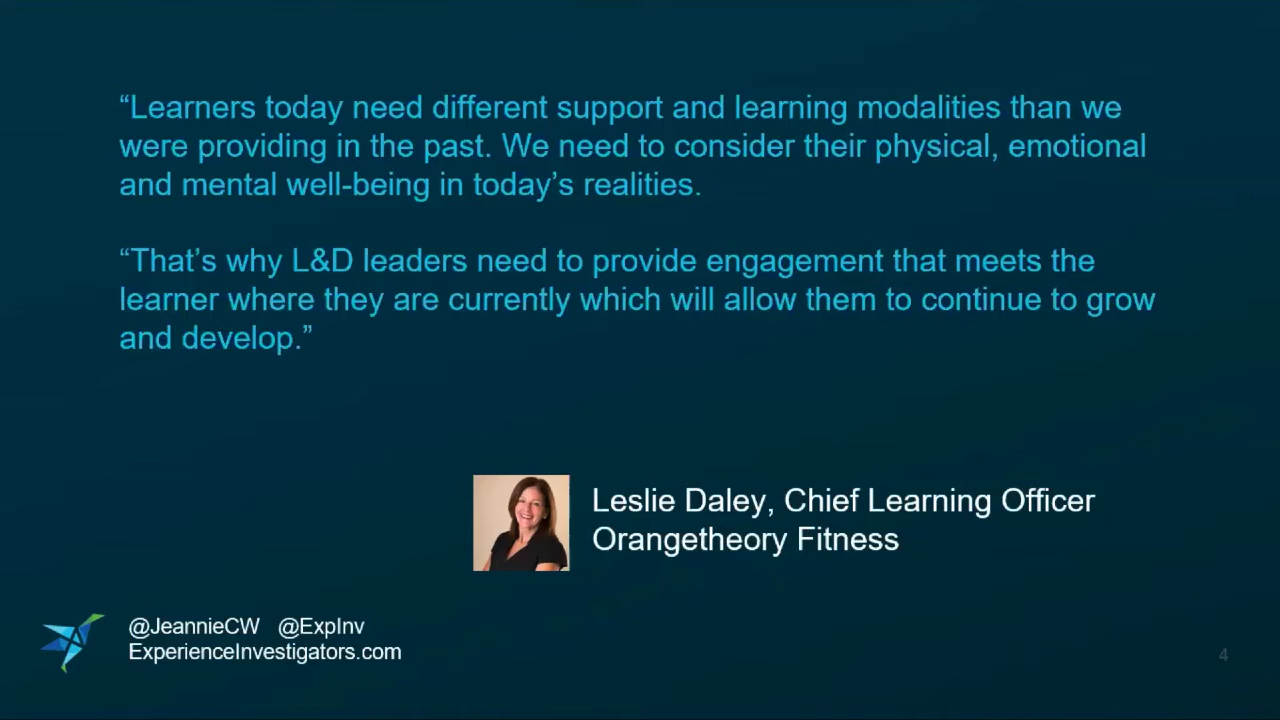 “Learners today need different support and learning modalities than we
were providing in the past. We need to consider their physical, emotional
and mental well-being in today’s realities.
“That’s why L&D leaders need to provide engagement that meets the
learner where they are currently which will allow them to continue to grow
and develop.”
Leslie Daley, Chief Learning Officer
Orangetheory Fitness
@JeannieCW @ExpInv
ExperienceInvestigators.com
4